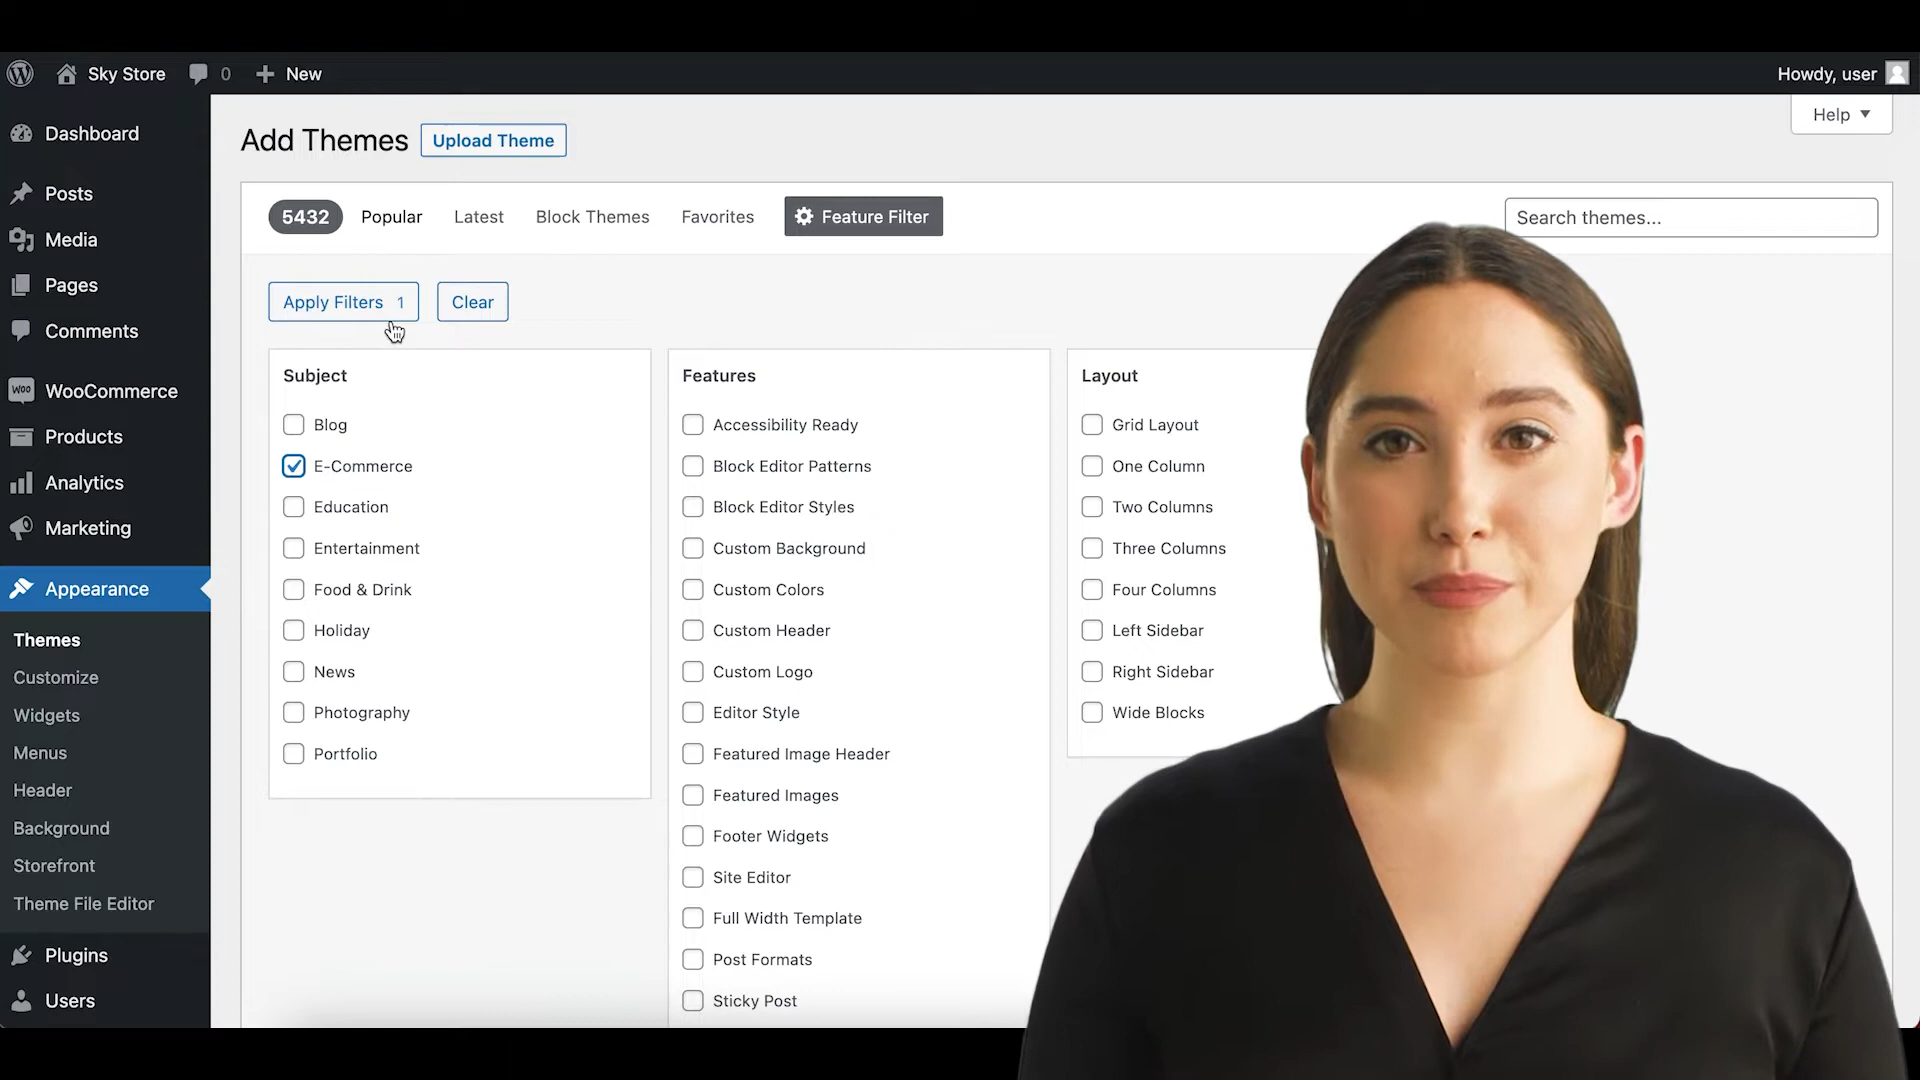 Sky Store
0
New
Howdy, user
Help
Dashboard
Posts
Media
Pages
Comments
woo WooCommerce
Products
Analytics
Marketing
Appearance
Themes
Customize
Widgets
Menus
Header
Background
Storefront
Theme File Editor
Plugins
Users
Add Themes
Upload Theme
5432
Popular
Latest
Block Themes
Favorites
Feature Filter
Search themes...
Apply Filters 1
Clear
Subject
Blog
E-Commerce
Education
Entertainment
Food & Drink
Holiday
News
Photography
Portfolio
Features
Accessibility Ready
Block Editor Patterns
Block Editor Styles
Custom Background
Custom Colors
Custom Header
Custom Logo
Editor Style
Featured Image Header
Featured Images
Footer Widgets
Site Editor
Full Width Template
Post Formats
Sticky Post
Layout
Grid Layout
One Column
Two Columns
Three Columns
Four Columns
Left Sidebar
Right Sidebar
Wide Blocks